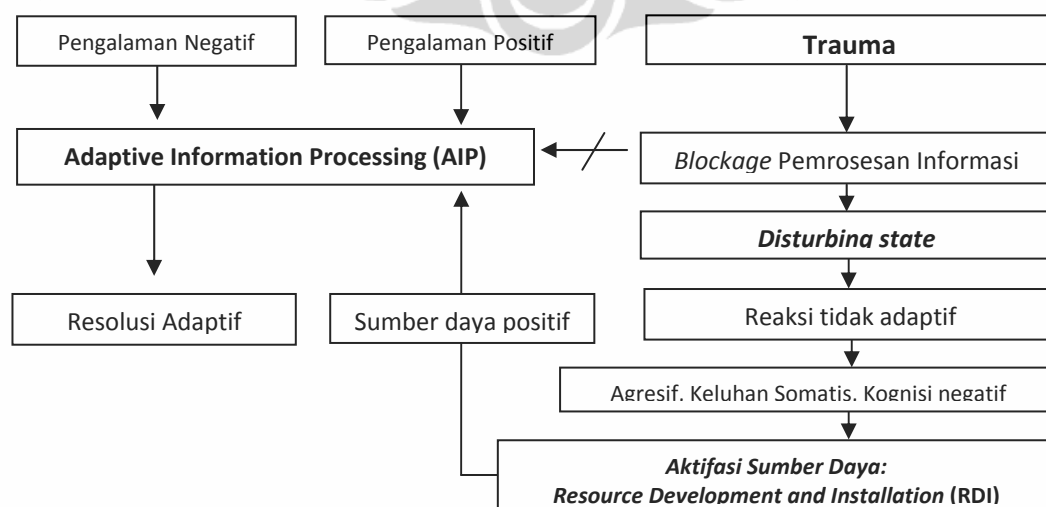 Pengalaman Negatif
Pengalaman Positif
Trauma
Adaptive Information Processing (AIP)
Blockage Pemrosesan Informasi
Disturbing state
Resolusi Adaptif
Sumber daya positif
Reaksi tidak adaptif
Agresif, Keluhan Somatis, Kognisi negatif
Aktifasi Sumber Daya:
Resource Development and Installation (RDI)